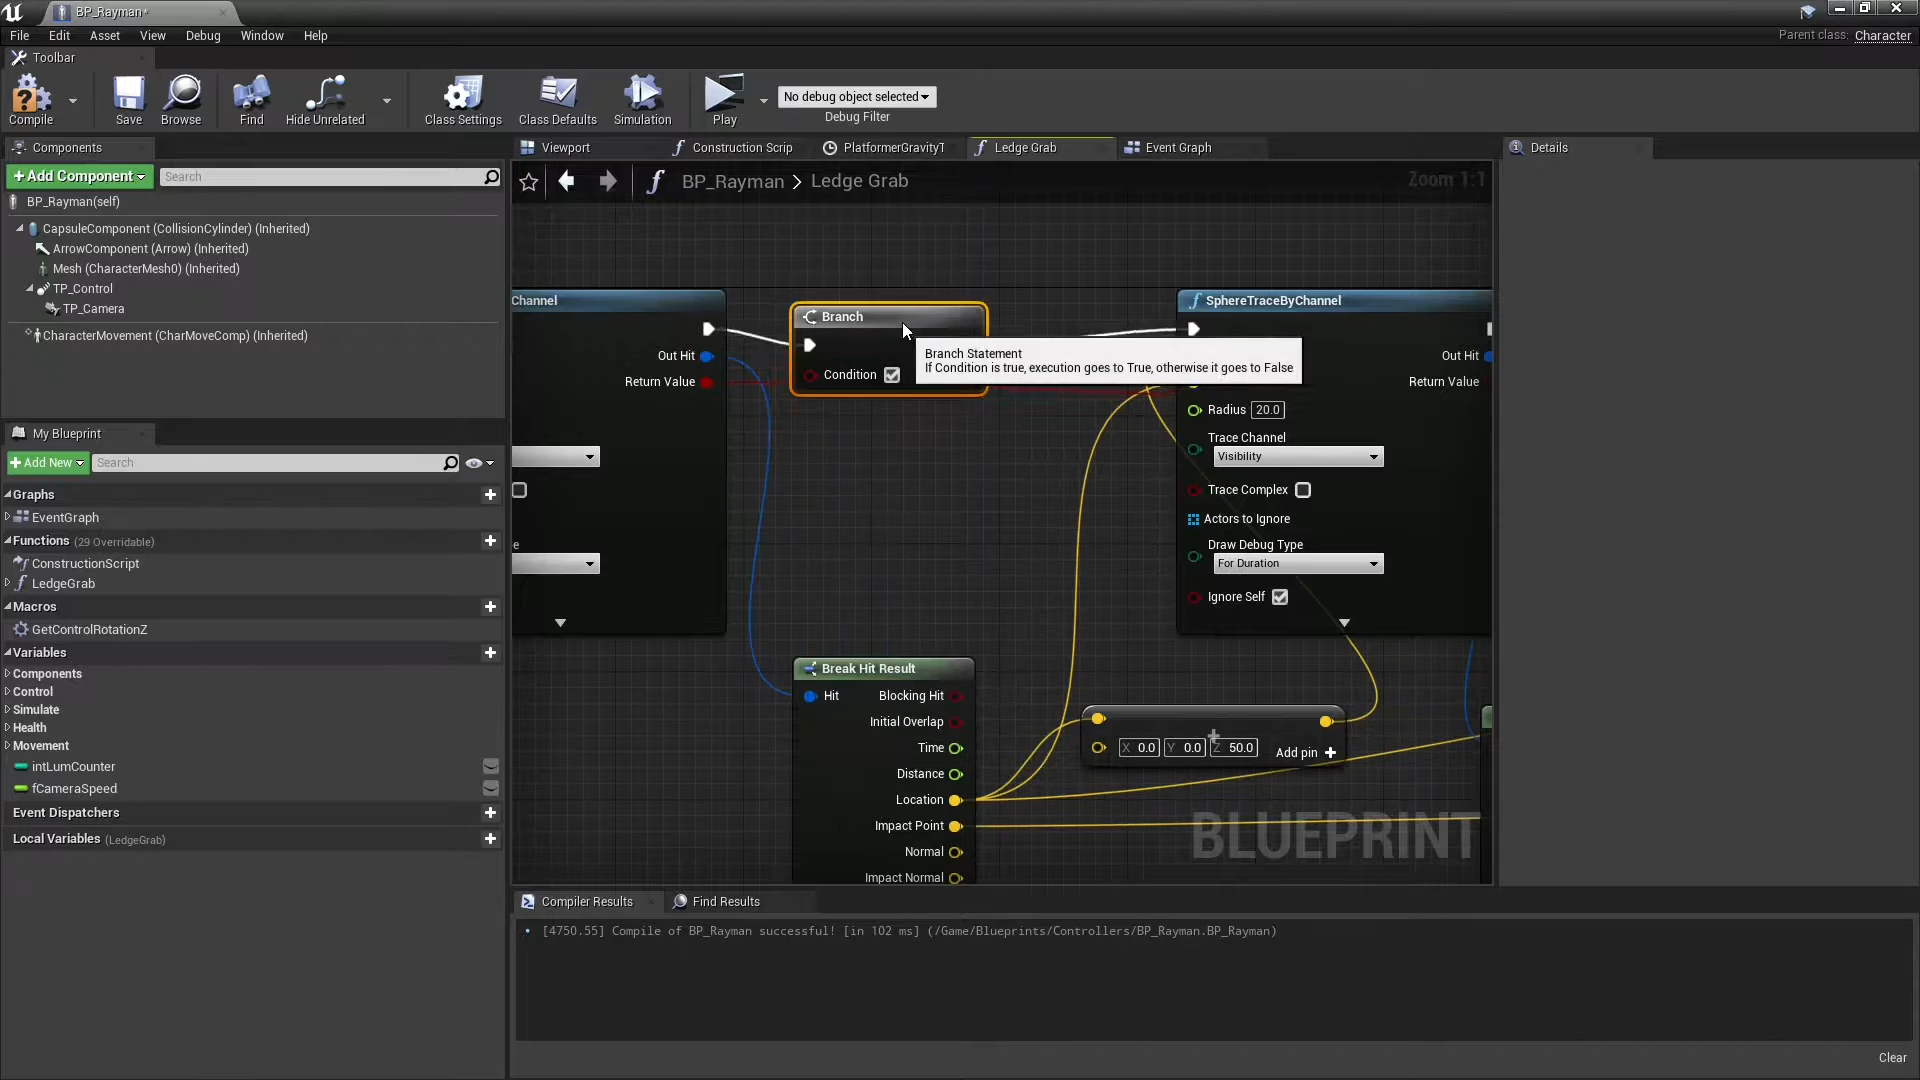 BP_Rayman*
File Edit Asset View Debug Window Help
Parent class: Character
Toolbar
Compile Save Browse Find Hide Unrelated Class Settings Class Defaults Simulation Play
No debug object selected
Debug Filter
Components
+Add Component
Search
BP_Rayman(self)
CapsuleComponent (CollisionCylinder) (Inherited)
ArrowComponent (Arrow) (Inherited)
Mesh (CharacterMesh0) (Inherited)
TP_Control
TP_Camera
CharacterMovement (CharMoveComp) (Inherited)
My Blueprint
+Add New
Search
Graphs
EventGraph
Functions (29 Overridable)
ConstructionScript
LedgeGrab
Macros
GetControlRotationZ
Variables
Components
Control
Simulate
Health
Movement
intLumCounter
fCameraSpeed
Event Dispatchers
Local Variables (LedgeGrab)
Viewport
Construction Scrip
PlatformerGravityT
Ledge Grab
Event Graph
BP_Rayman > Ledge Grab
Zoom 1:1
Channel
Out Hit
Return Value
e
Branch
Condition
Branch Statement
If Condition is true, execution goes to True, otherwise it goes to False
SphereTraceByChannel
Out Hit
Return Value
Radius 20.0
Trace Channel
Visibility
Trace Complex
Actors to Ignore
Draw Debug Type
For Duration
Ignore Self
Break Hit Result
Hit
Blocking Hit
Initial Overlap
Time
Distance
Location
Impact Point
Normal
Impact Normal
X 0.0 Y 0.0 Z 50.0
Add pin +
BLUEPRINT
Details
Compiler Results
Find Results
[4750.55] Compile of BP_Rayman successful! [in 102 ms] (/Game/Blueprints/Controllers/BP_Rayman.BP_Rayman)
Clear